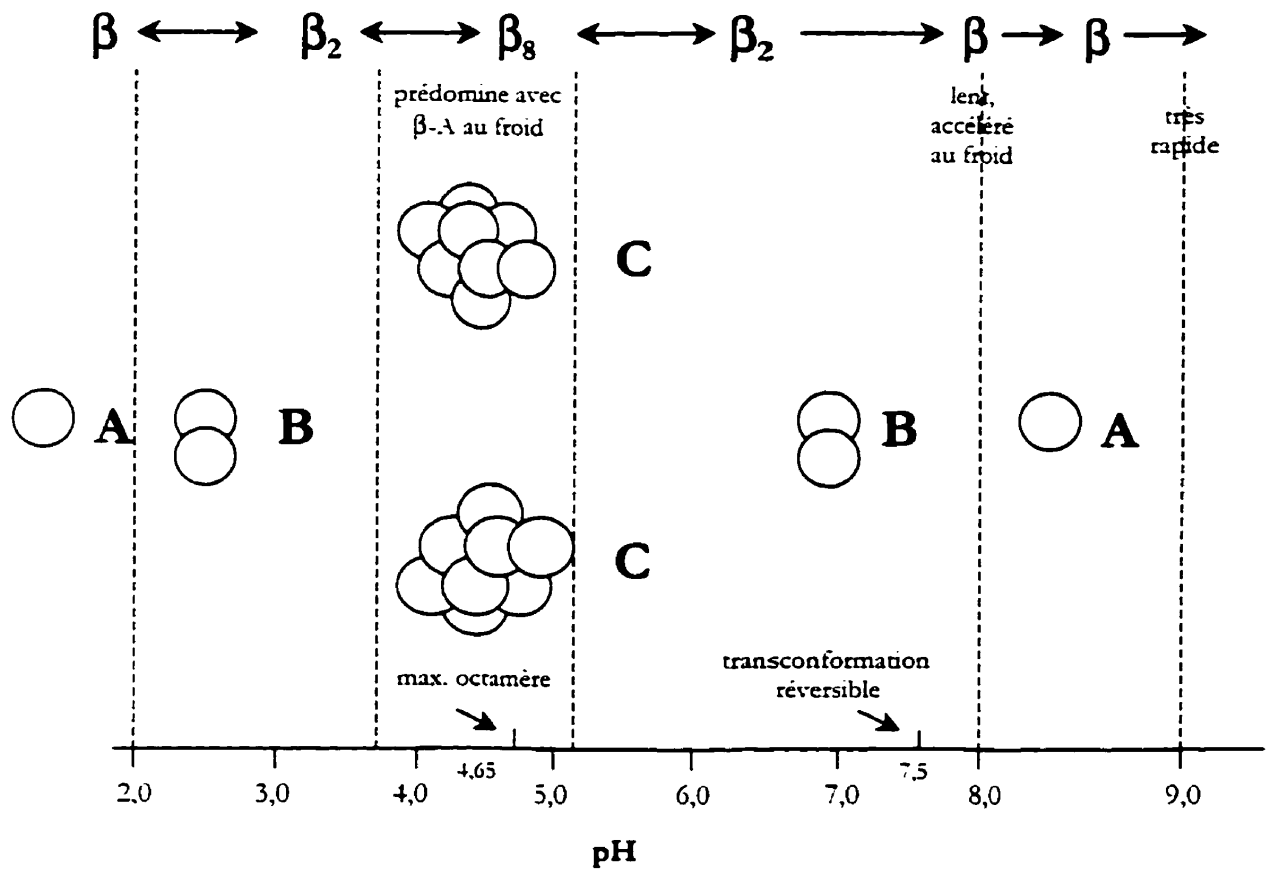 β β₂ β₈ β₂ β β
prédomine avec
β-A au froid
lent,
accéléré
au froid
très
rapide
C
A B B A
C
max. octamère
transconformation
réversible
4,65 7,5
2,0 3,0 4,0 5,0 6,0 7,0 8,0 9,0
pH